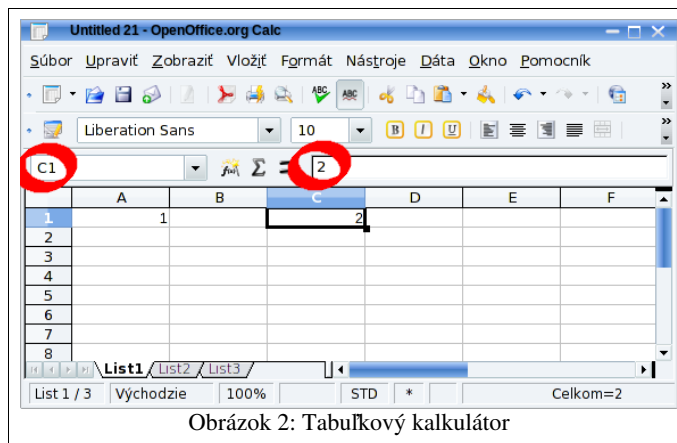 Untitled 21 - OpenOffice.org Calc
Súbor Upraviť Zobraziť Vložiť Formát Nástroje Dáta Okno Pomocník
ABC ABC
Liberation Sans 10 B I U
C1 f(x) Σ = 2
A B C D E F
1 1 2
2
3
4
5
6
7
8
List1 List2 List3
List 1 / 3 Východzie 100% STD * Celkom=2
Obrázok 2: Tabuľkový kalkulátor